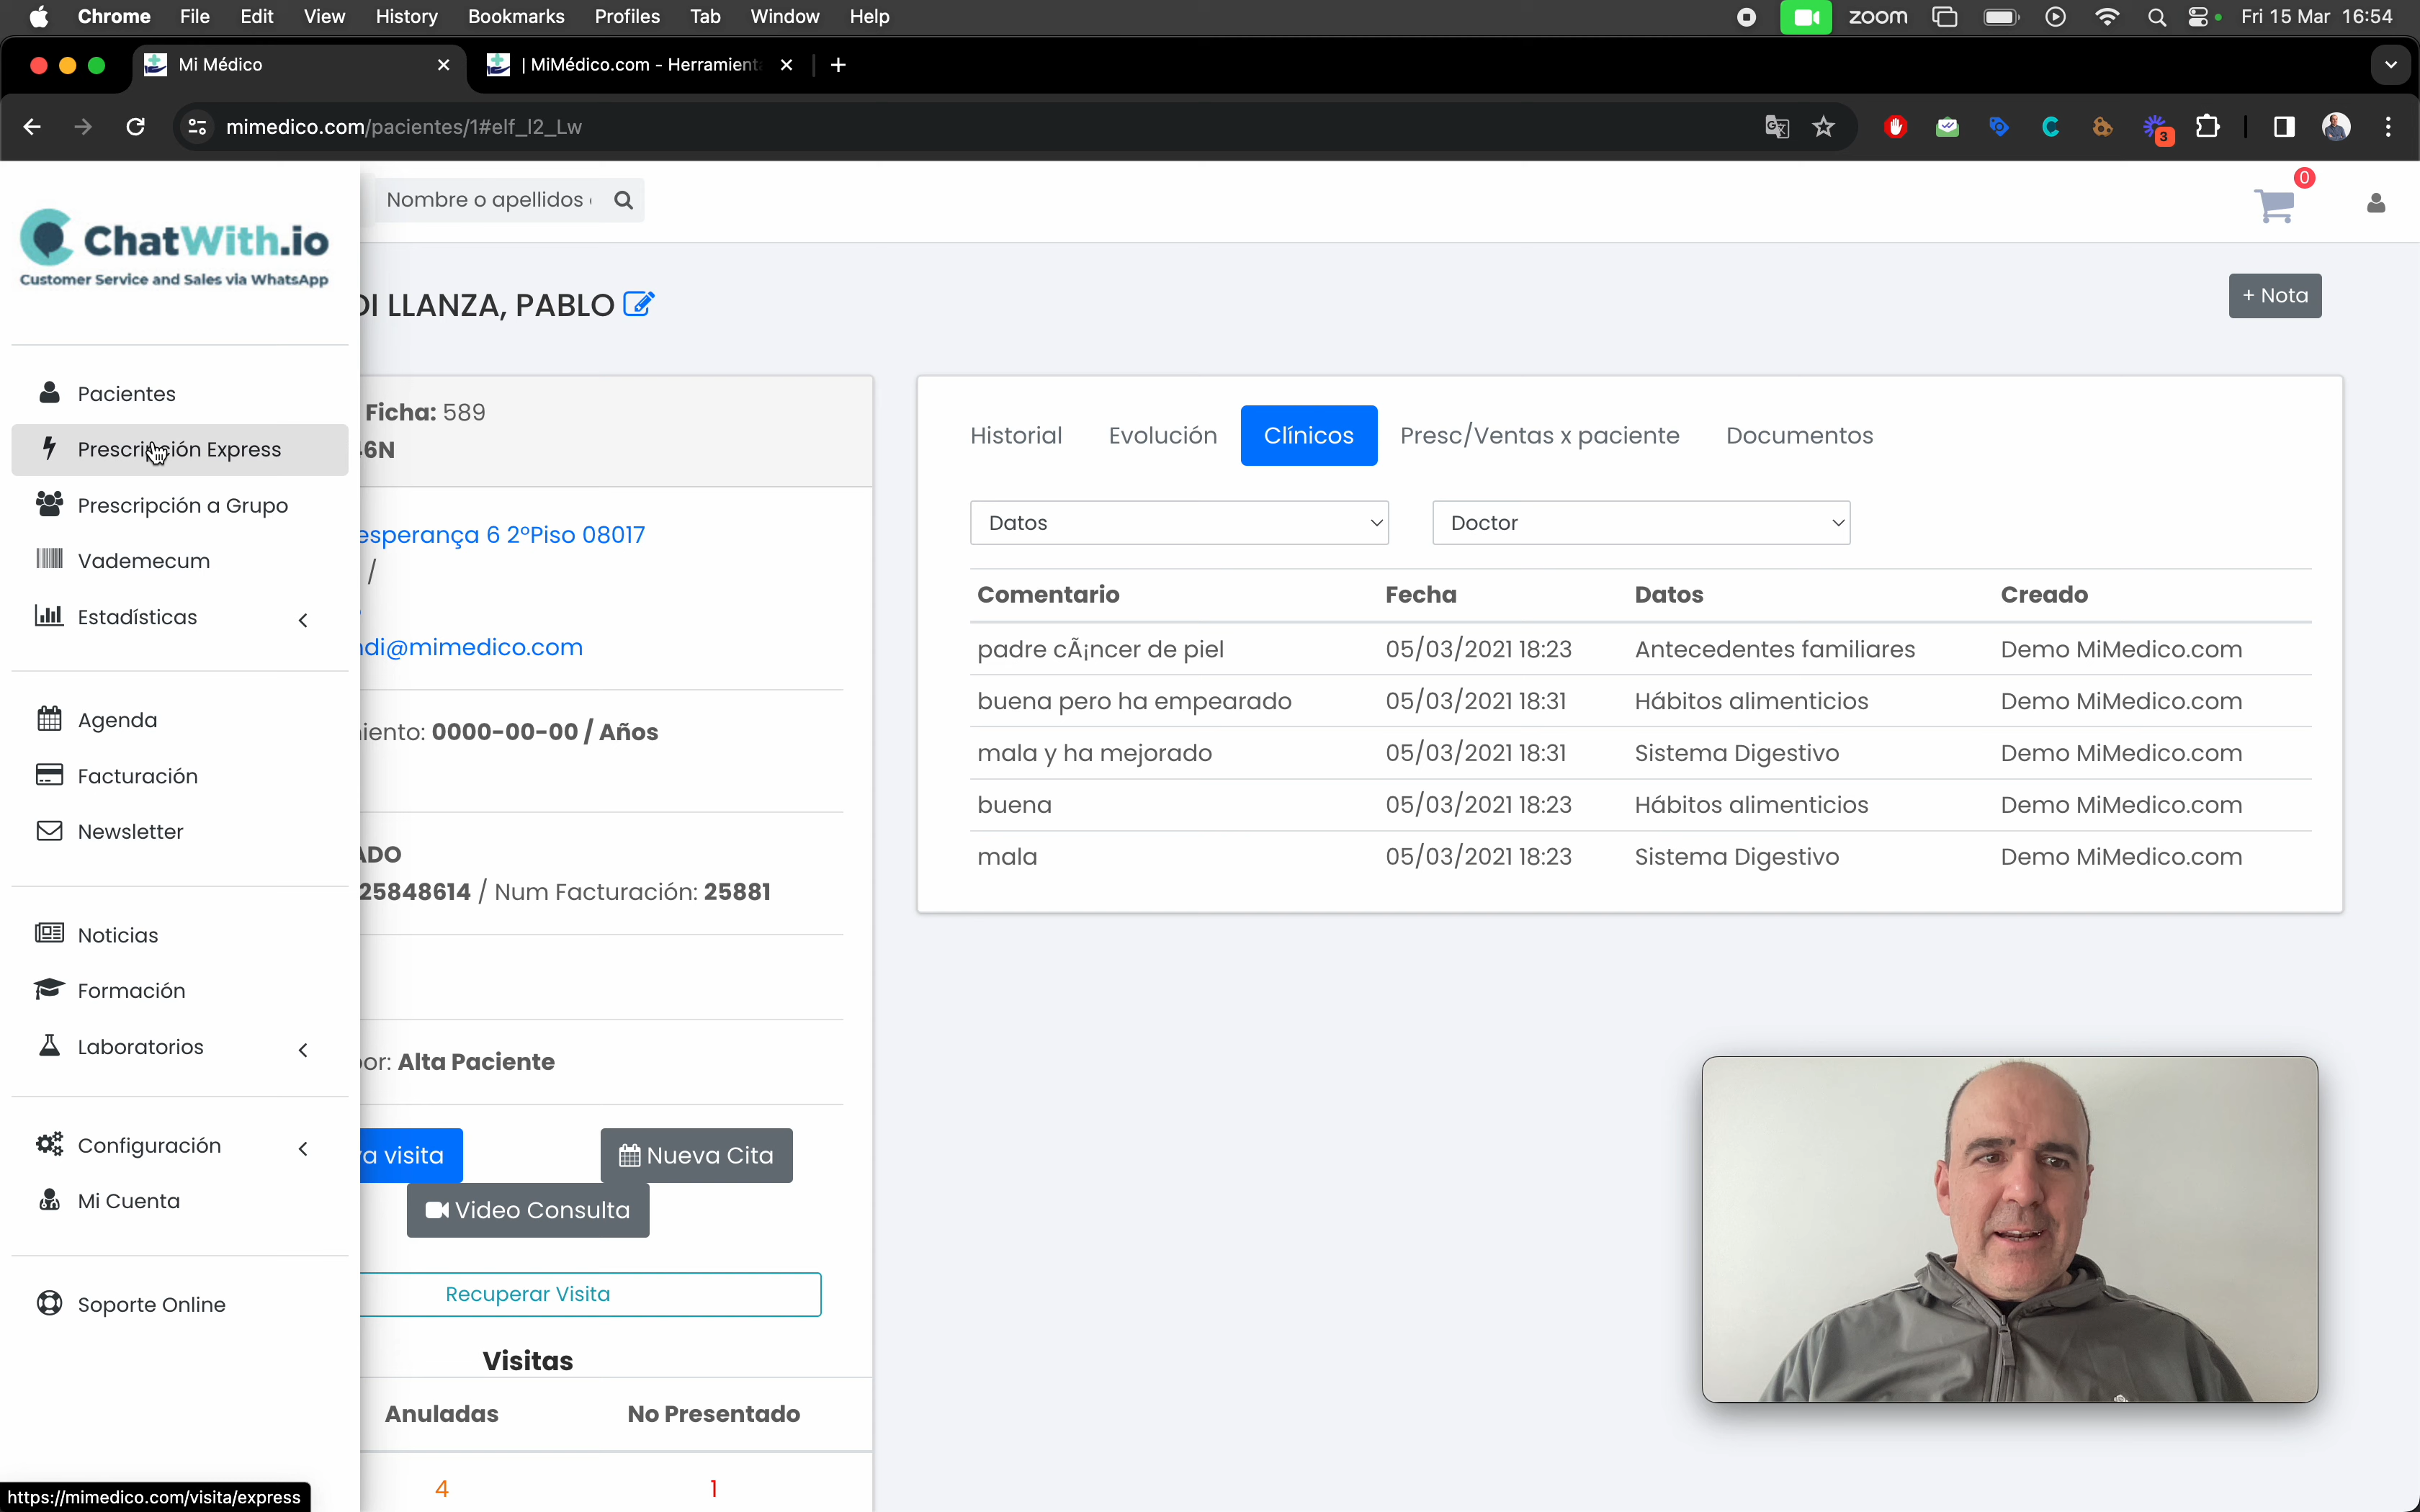 Chrome File Edit View History Bookmarks Profiles Tab Window Help zoom Fri 15 Mar 16:54
Mi Médico | MiMédico.com - Herramient
mimedico.com/pacientes/1#elf_l2_Lw 3
ChatWith.io
Customer Service and Sales via WhatsApp
Pacientes
Prescripción Express
Prescripción a Grupo
Vademecum
Estadísticas
Agenda
Facturación
Newsletter
Noticias
Formación
Laboratorios
Configuración
Mi Cuenta
Soporte Online
https://mimedico.com/visita/express
Nombre o apellidos
0
DI LLANZA, PABLO
+ Nota
Ficha: 589
6N
esperança 6 2ºPiso 08017
/
di@mimedico.com
iento: 0000-00-00 / Años
ADO
25848614 / Num Facturación: 25881
or: Alta Paciente
a visita
Nueva Cita
Video Consulta
Recuperar Visita
Visitas
Anuladas No Presentado
4 1
Historial Evolución Clínicos Presc/Ventas x paciente Documentos
Datos Doctor
Comentario Fecha Datos Creado
padre cÃ¡ncer de piel 05/03/2021 18:23 Antecedentes familiares Demo MiMedico.com
buena pero ha empearado 05/03/2021 18:31 Hábitos alimenticios Demo MiMedico.com
mala y ha mejorado 05/03/2021 18:31 Sistema Digestivo Demo MiMedico.com
buena 05/03/2021 18:23 Hábitos alimenticios Demo MiMedico.com
mala 05/03/2021 18:23 Sistema Digestivo Demo MiMedico.com